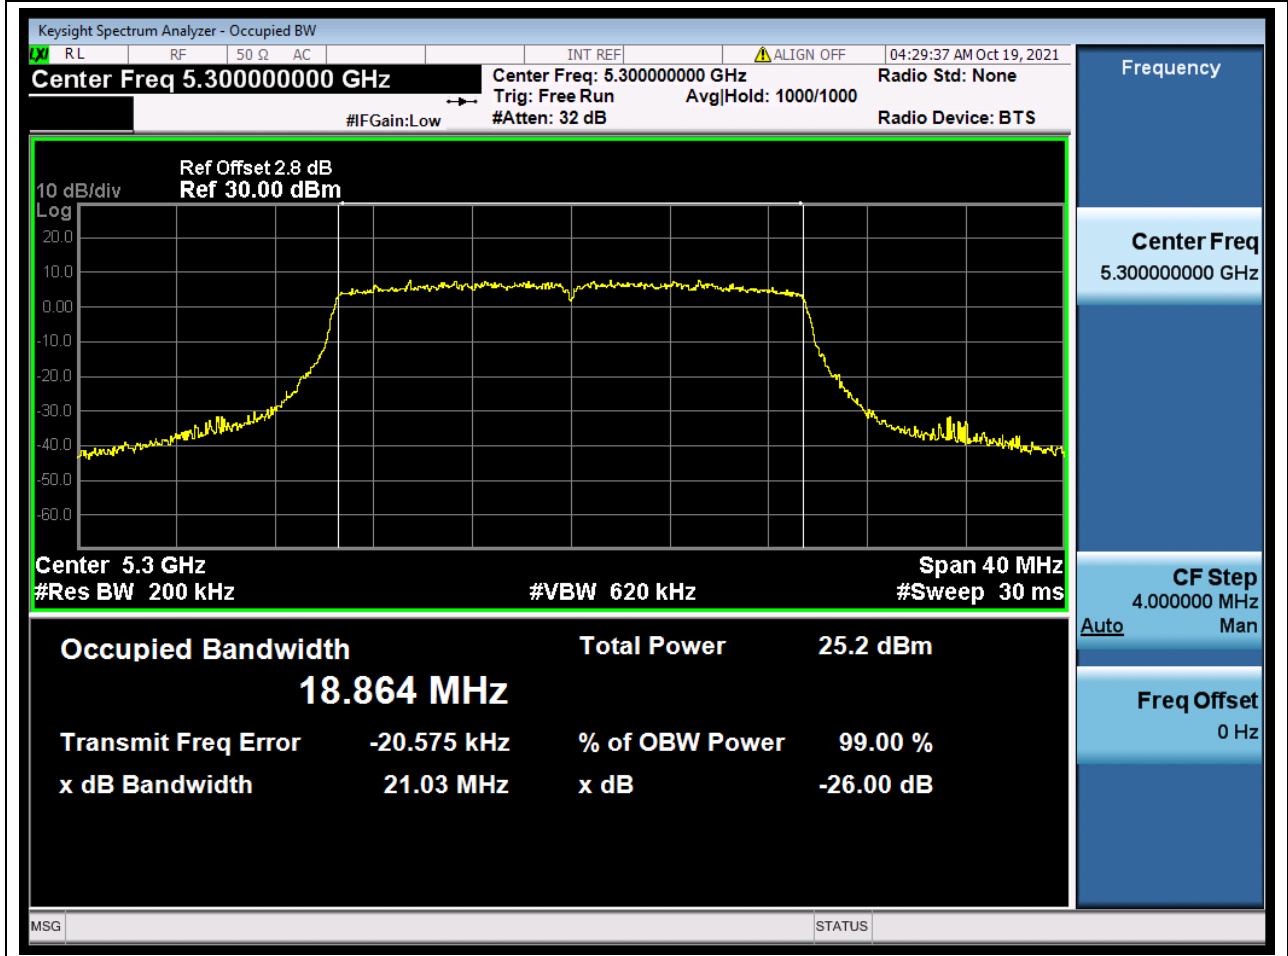 Keysight Spectrum Analyzer - Occupied BW
LXI RL RF 50 Ω AC INT REF ALIGN OFF 04:29:37 AM Oct 19, 2021
Center Freq 5.300000000 GHz
Center Freq: 5.300000000 GHz
Radio Std: None
Trig: Free Run Avg|Hold: 1000/1000
#IFGain:Low
#Atten: 32 dB
Radio Device: BTS
Ref Offset 2.8 dB
10 dB/div Ref 30.00 dBm
Log
20.0
10.0
0.00
-10.0
-20.0
-30.0
-40.0
-50.0
-60.0
Center 5.3 GHz Span 40 MHz
#Res BW 200 kHz #VBW 620 kHz #Sweep 30 ms
Occupied Bandwidth Total Power 25.2 dBm
18.864 MHz
Transmit Freq Error -20.575 kHz % of OBW Power 99.00 %
x dB Bandwidth 21.03 MHz x dB -26.00 dB
MSG STATUS
Frequency
Center Freq
5.300000000 GHz
CF Step
4.000000 MHz
Auto Man
Freq Offset
0 Hz